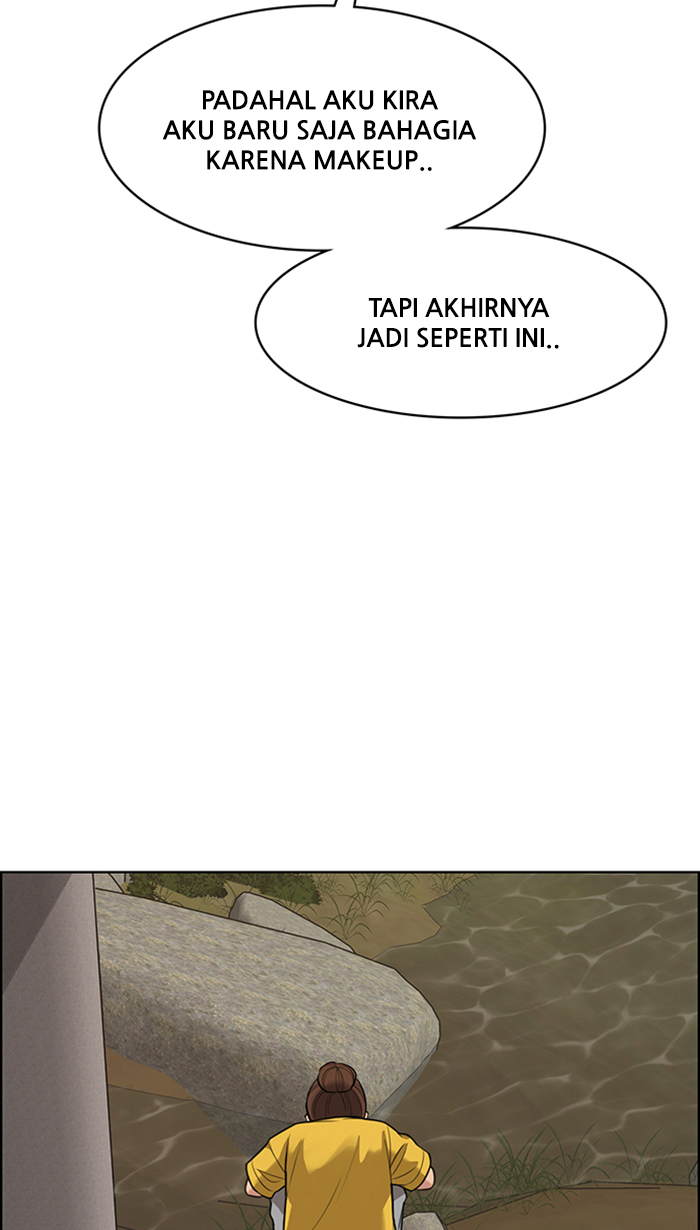 PADAHAL AKU KIRA
AKU BARU SAJA BAHAGIA
KARENA MAKEUP..
TAPI AKHIRNYA
JADI SEPERTI INI..